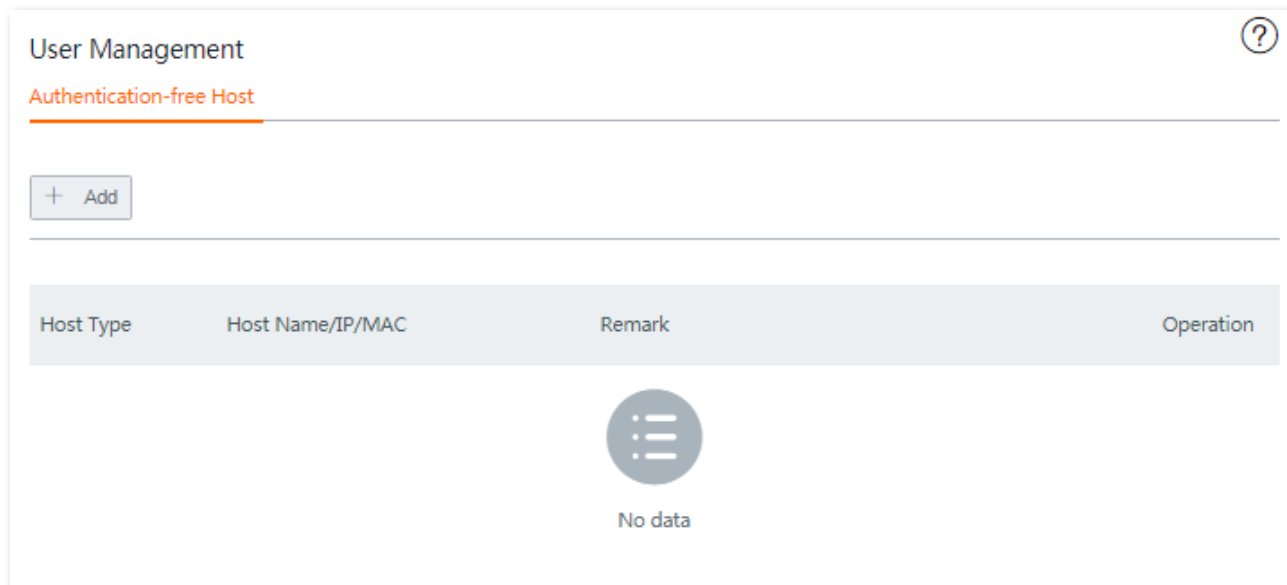 User Management
?
Authentication-free Host
+ Add
Host Type Host Name/IP/MAC Remark Operation
No data